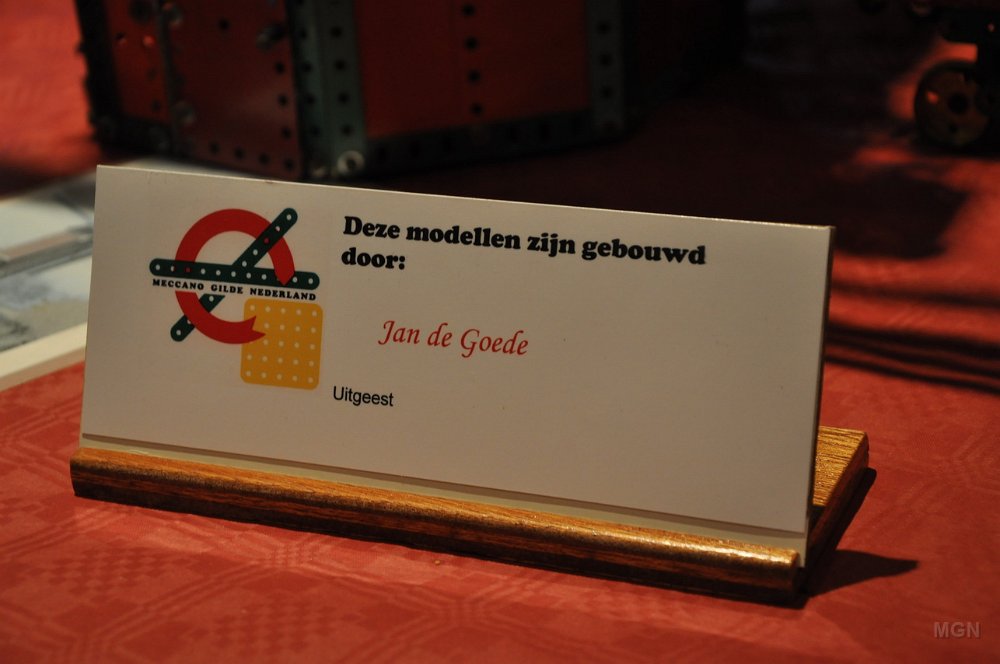 Deze modellen zijn gebouwd
door:
MECCANO GILDE NEDERLAND
Jan de Goede
Uitgeest
MGN